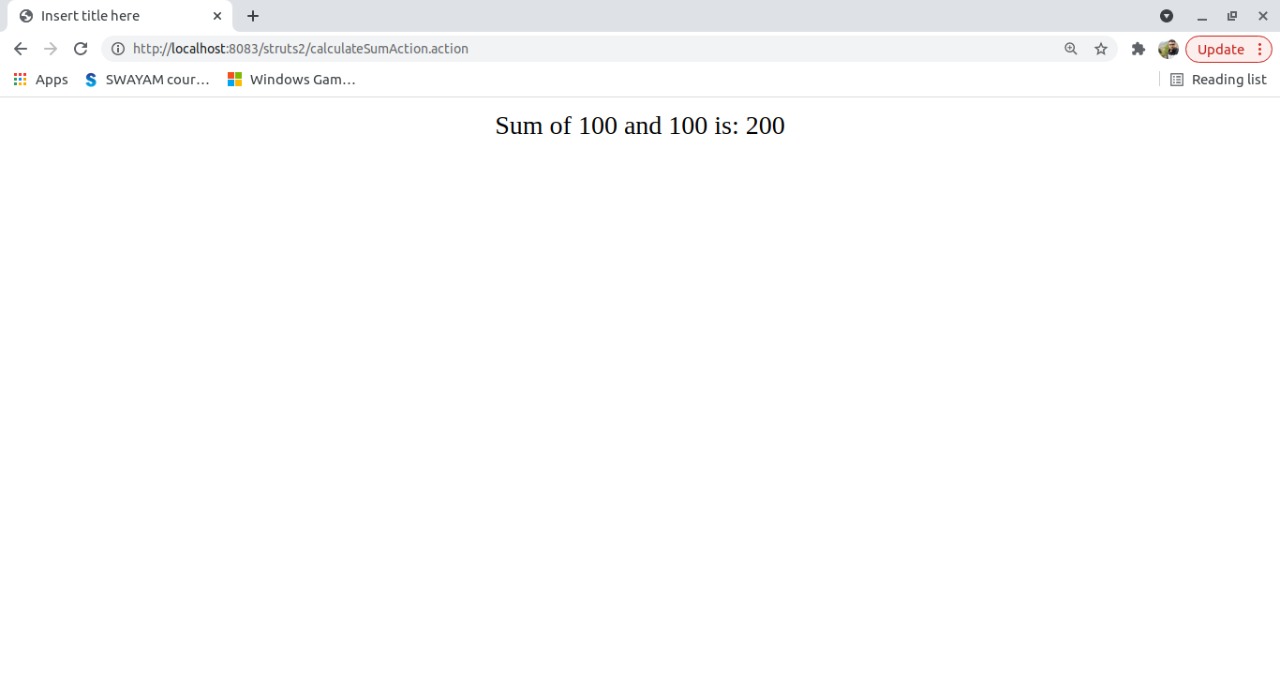 Insert title here
http://localhost:8083/struts2/calculateSumAction.action
Update
Apps
SWAYAM cour...
Windows Gam...
Reading list
Sum of 100 and 100 is: 200